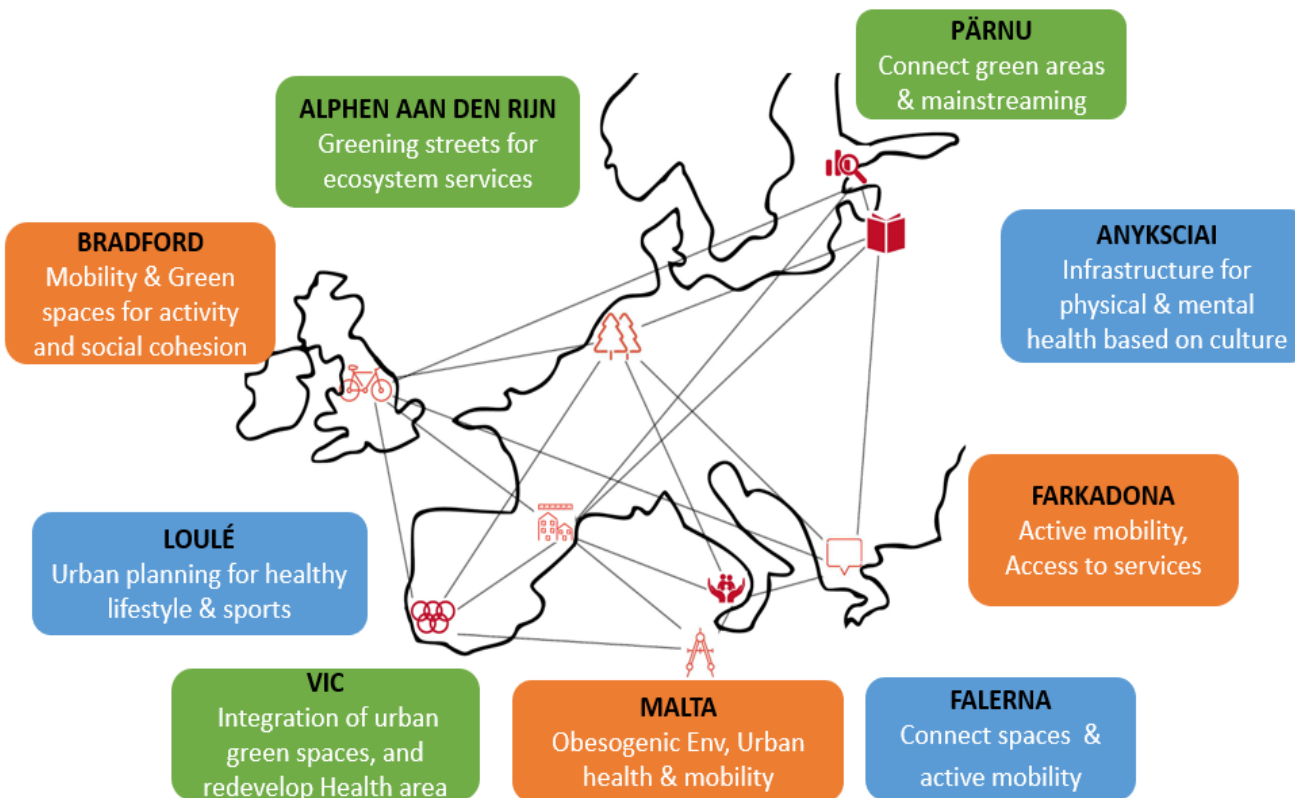 PÄRNU
Connect green areas
& mainstreaming
ALPHEN AAN DEN RIJN
Greening streets for
ecosystem services
BRADFORD
Mobility & Green
spaces for activity
and social cohesion
ANYKSCIAI
Infrastructure for
physical & mental
health based on culture
FARKADONA
Active mobility,
Access to services
LOULÉ
Urban planning for healthy
lifestyle & sports
VIC
Integration of urban
green spaces, and
redevelop Health area
MALTA
Obesogenic Env, Urban
health & mobility
FALERNA
Connect spaces &
active mobility